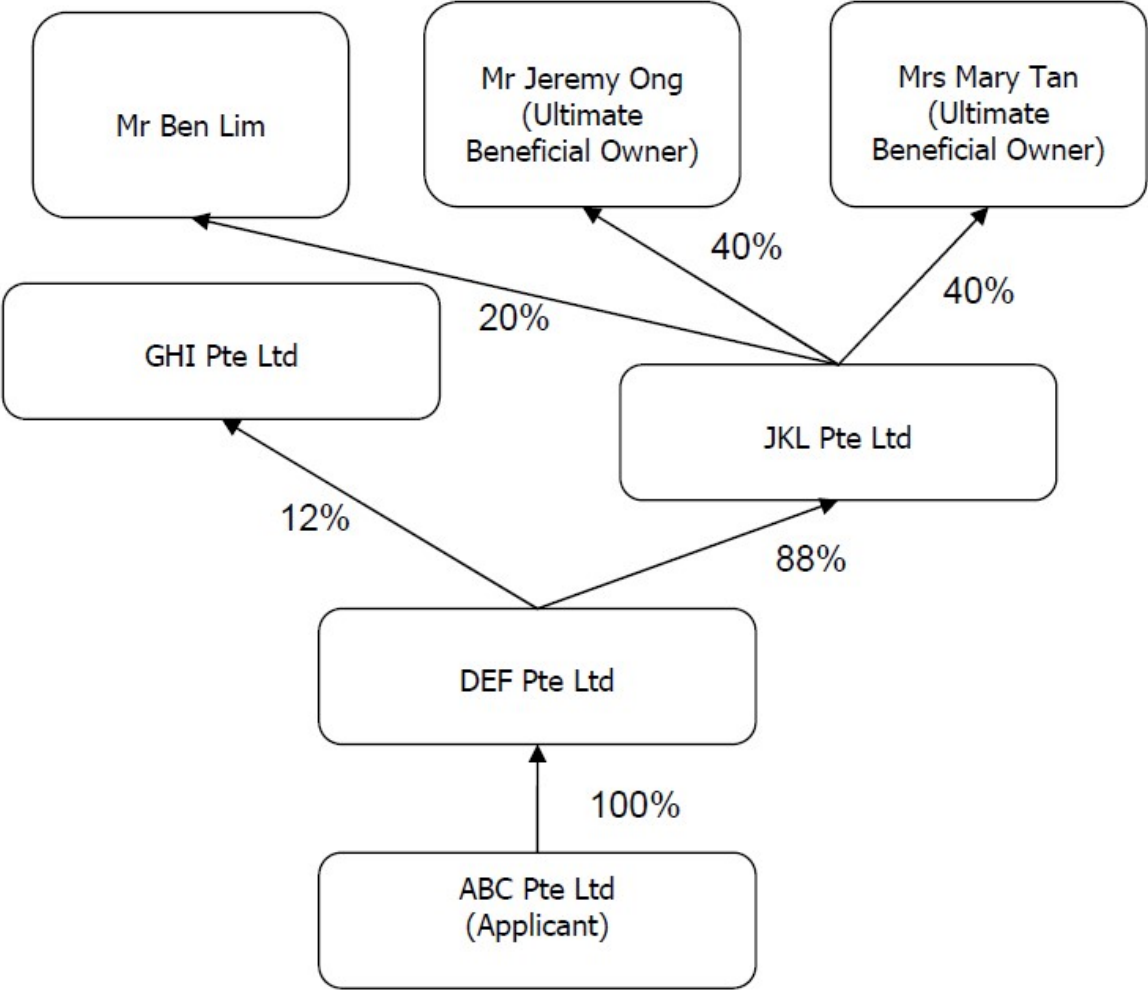 Mr Ben Lim
Mr Jeremy Ong
(Ultimate
Beneficial Owner)
Mrs Mary Tan
(Ultimate
Beneficial Owner)
40%
40%
20%
GHI Pte Ltd
JKL Pte Ltd
12%
88%
DEF Pte Ltd
100%
ABC Pte Ltd
(Applicant)